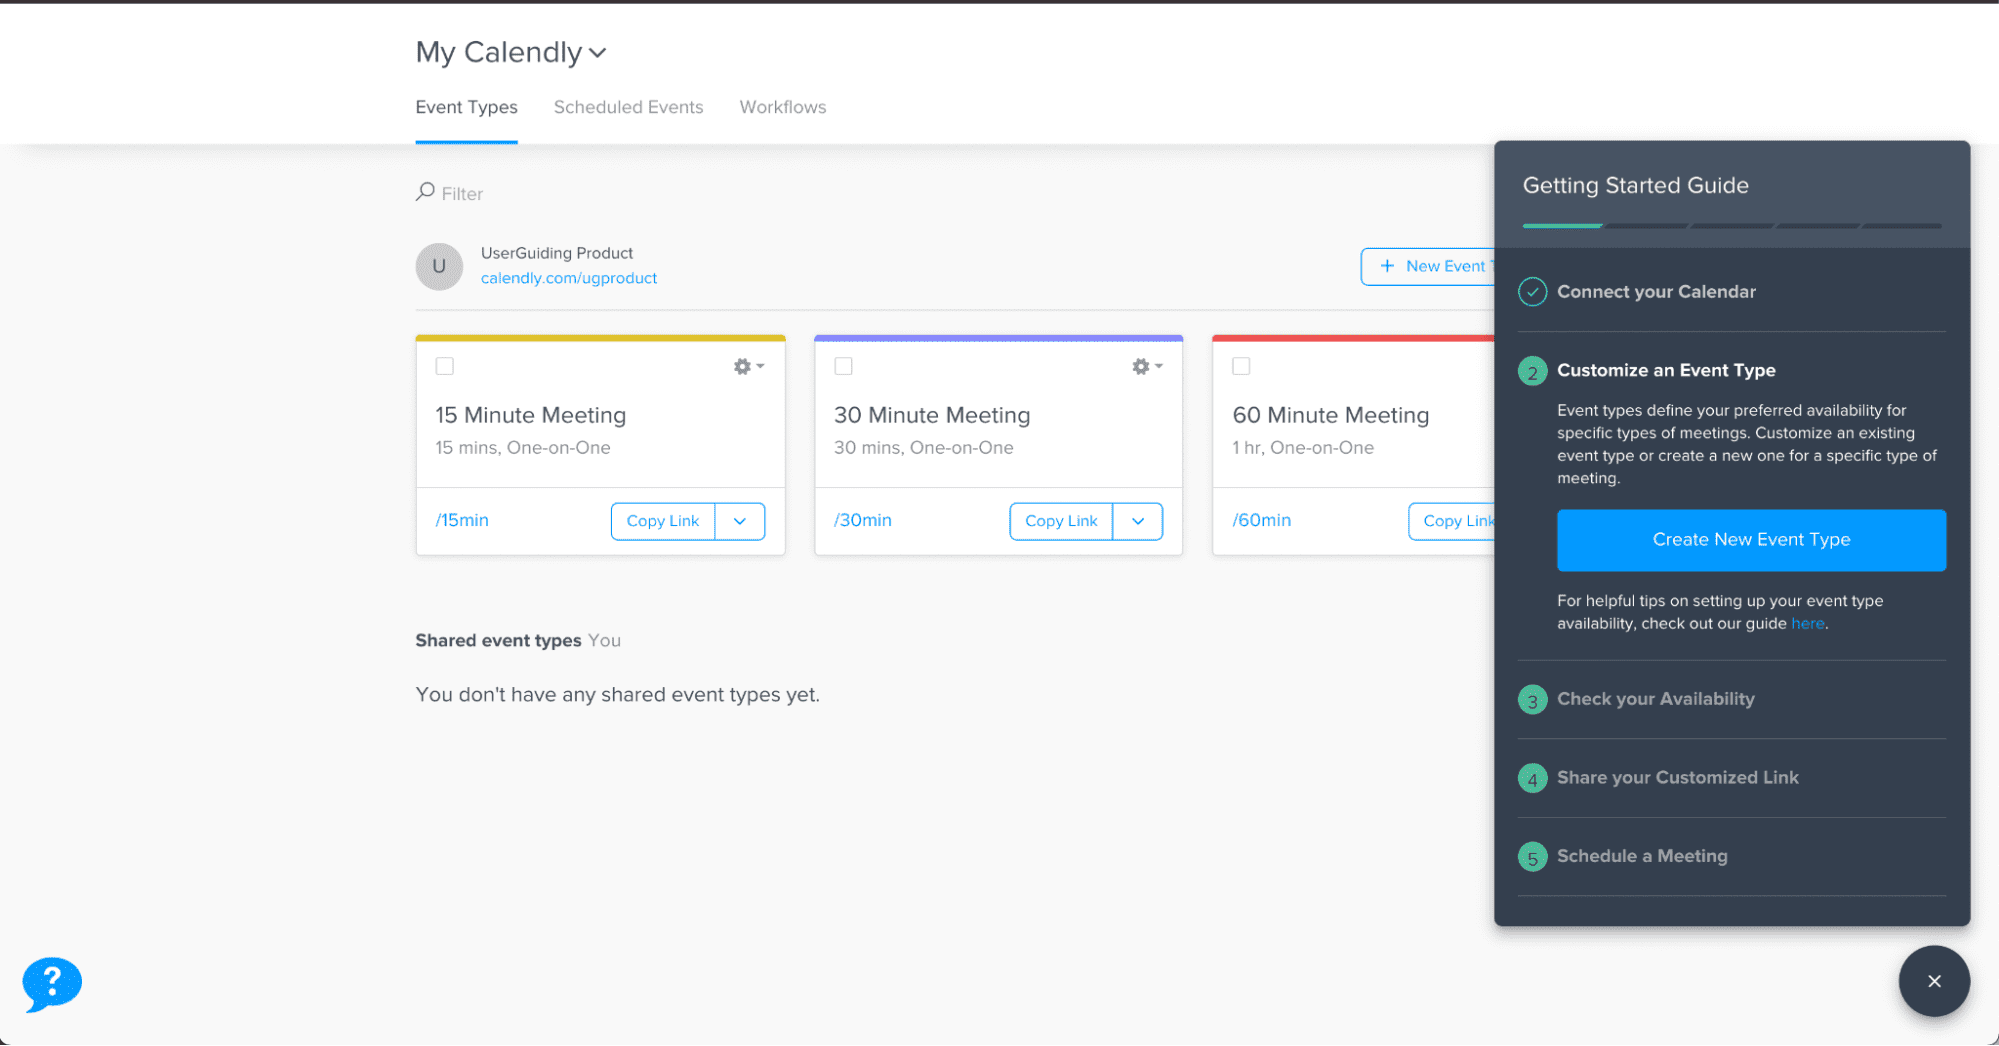 My Calendly
Event Types Scheduled Events Workflows
Filter
U
UserGuiding Product
calendly.com/ugproduct
+ New Event T
15 Minute Meeting
15 mins, One-on-One
/15min
Copy Link
30 Minute Meeting
30 mins, One-on-One
/30min
Copy Link
60 Minute Meeting
1 hr, One-on-One
/60min
Copy Link
Shared event types You
You don't have any shared event types yet.
Getting Started Guide
Connect your Calendar
2 Customize an Event Type
Event types define your preferred availability for
specific types of meetings. Customize an existing
event type or create a new one for a specific type of
meeting.
Create New Event Type
For helpful tips on setting up your event type
availability, check out our guide here.
3 Check your Availability
4 Share your Customized Link
5 Schedule a Meeting
?